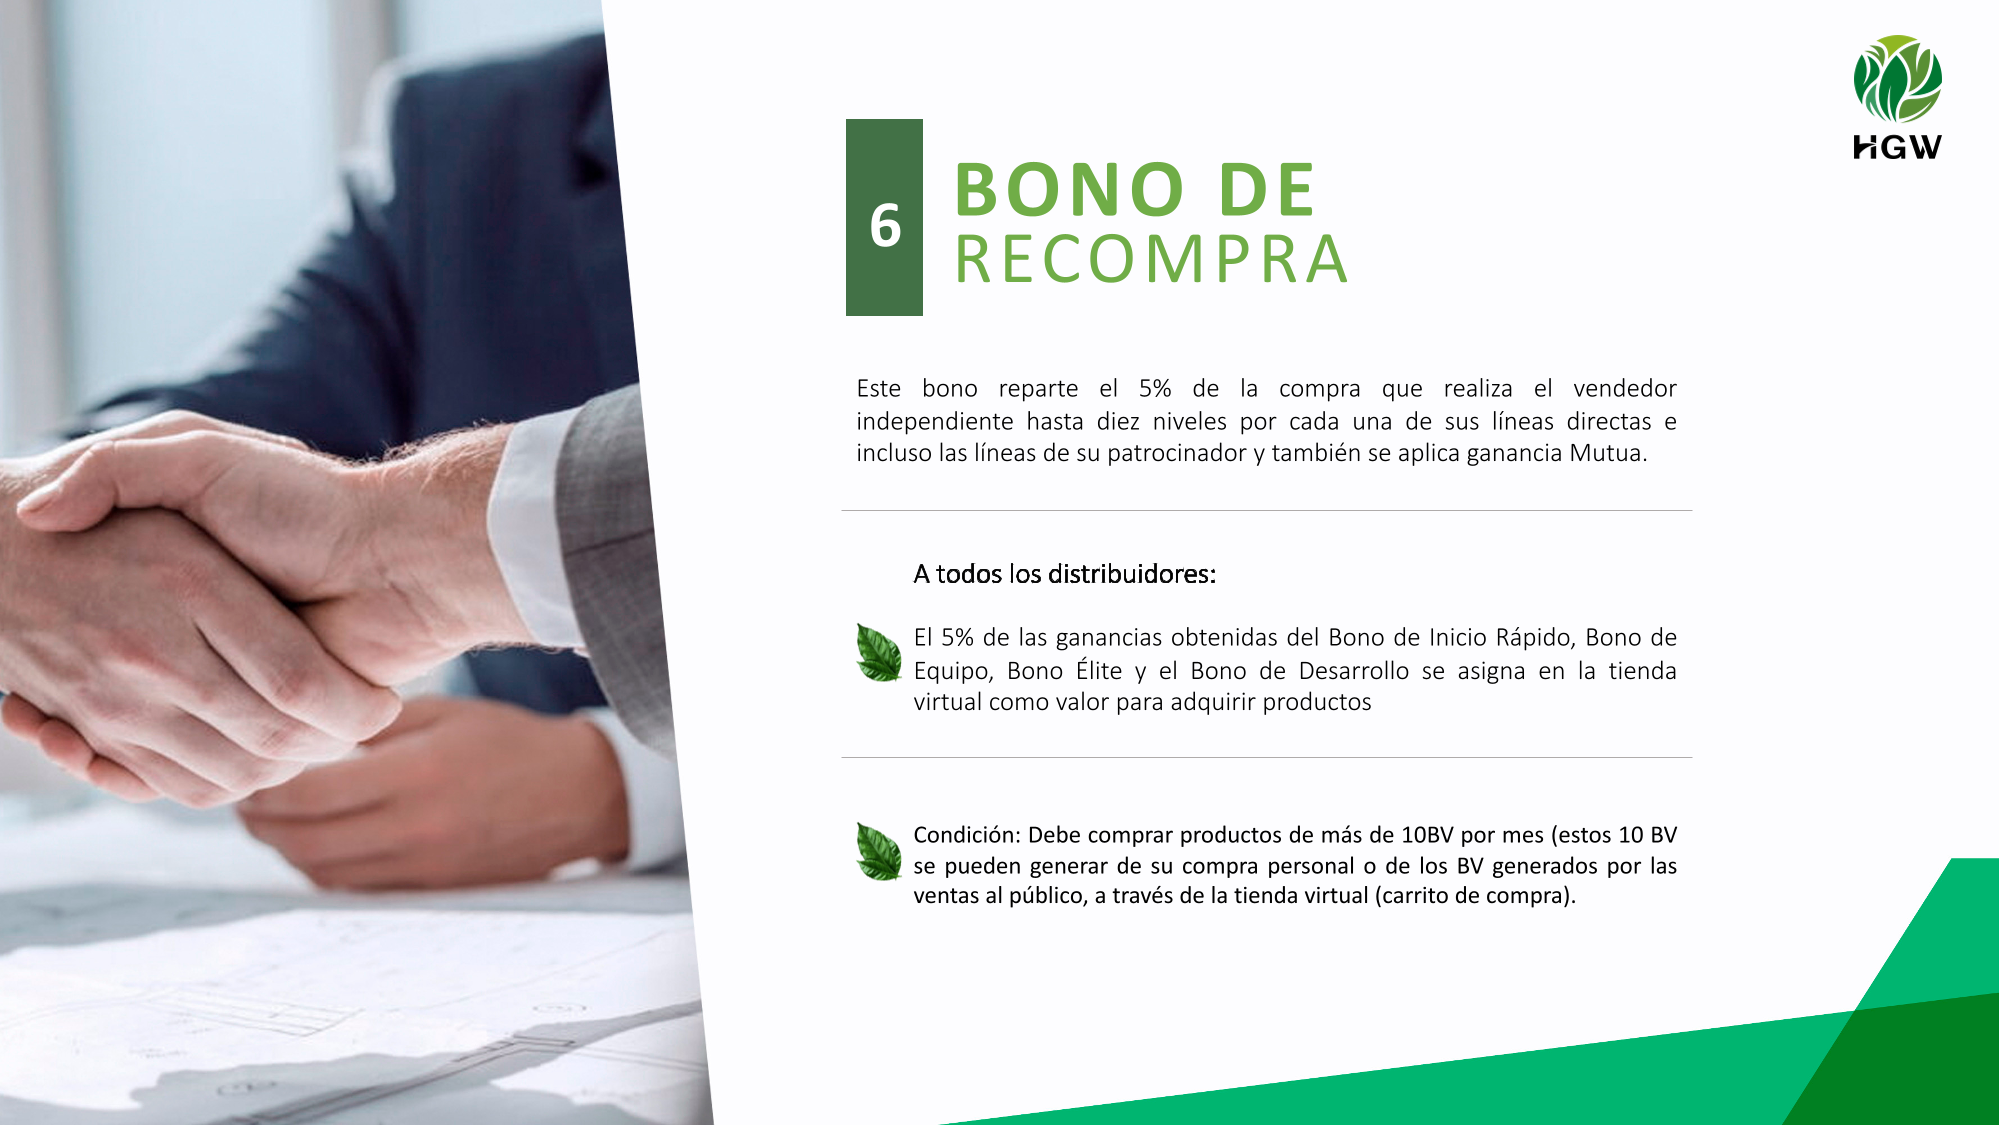 HGW
6
BONO DE
RECOMPRA
Este bono reparte el 5% de la compra que realiza el vendedor
independiente hasta diez niveles por cada una de sus líneas directas e
incluso las líneas de su patrocinador y también se aplica ganancia Mutua.
A todos los distribuidores:
El 5% de las ganancias obtenidas del Bono de Inicio Rápido, Bono de
Equipo, Bono Élite y el Bono de Desarrollo se asigna en la tienda
virtual como valor para adquirir productos
Condición: Debe comprar productos de más de 10BV por mes (estos 10 BV
se pueden generar de su compra personal o de los BV generados por las
ventas al público, a través de la tienda virtual (carrito de compra).